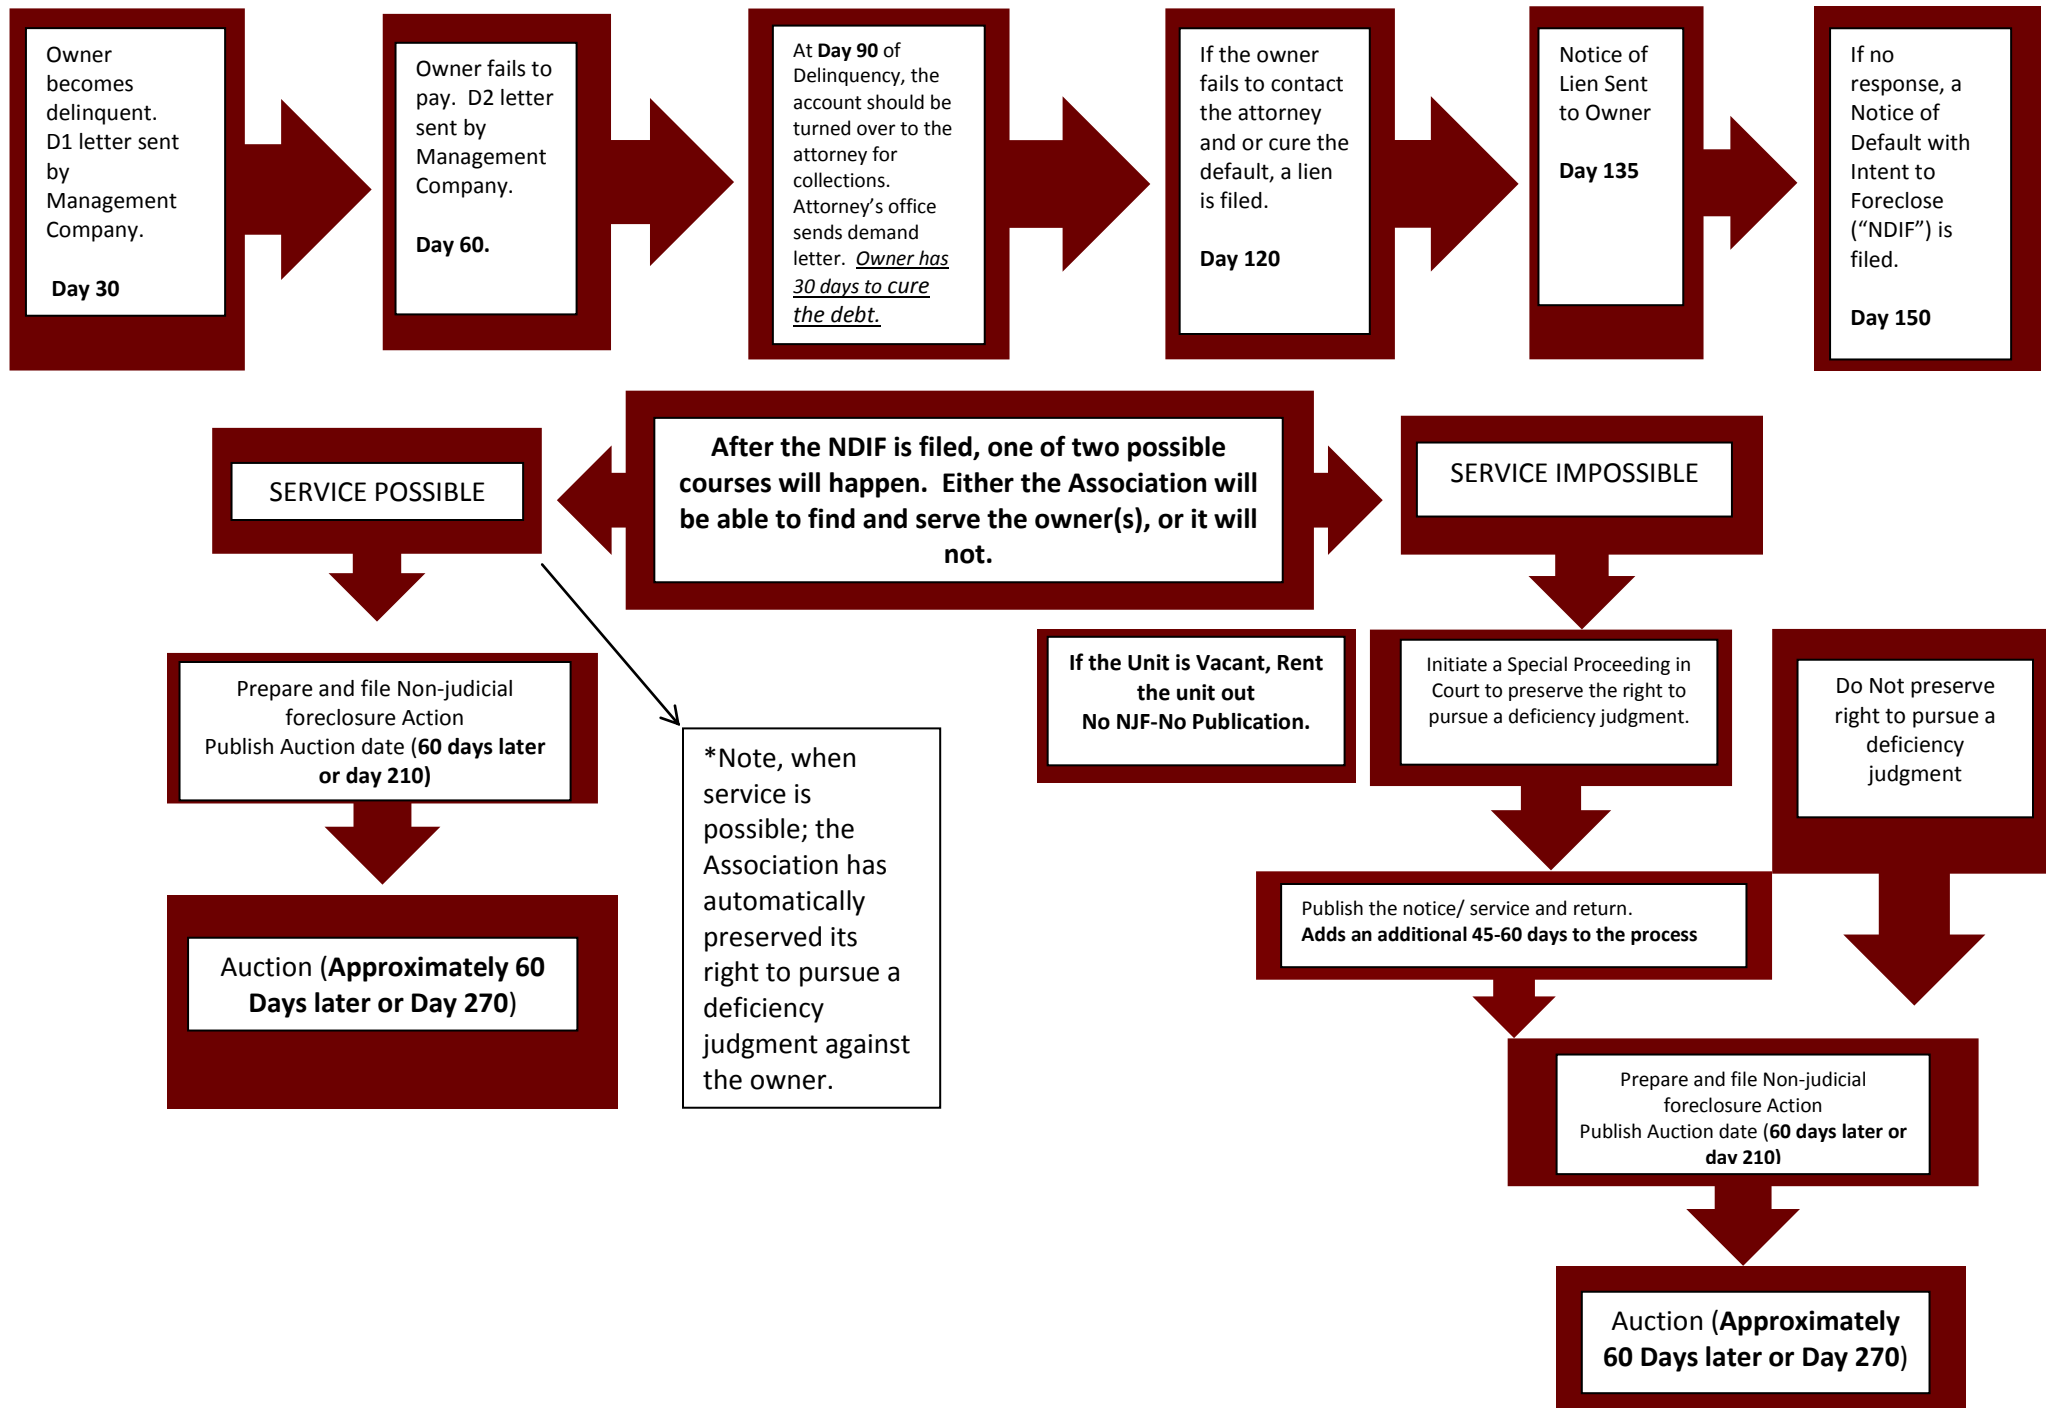 Owner
becomes
delinquent.
D1 letter sent
by
Management
Company.
Day 30
Owner fails to
pay.  D2 letter
sent by
Management
Company.
Day 60.
At Day 90 of
Delinquency, the
account should be
turned over to the
attorney for
collections.
Attorney’s office
sends demand
letter.  Owner has
30 days to cure
the debt.
If the owner
fails to contact
the attorney
and or cure the
default, a lien
is filed.
Day 120
Notice of
Lien Sent
to Owner
Day 135
If no
response, a
Notice of
Default with
Intent to
Foreclose
(“NDIF”) is
filed.
Day 150
After the NDIF is filed, one of two possible
courses will happen.  Either the Association will
be able to find and serve the owner(s), or it will
not.
SERVICE POSSIBLE
SERVICE IMPOSSIBLE
Prepare and file Non-judicial
foreclosure Action
Publish Auction date (60 days later
or day 210)
Auction (Approximately 60
Days later or Day 270)
*Note, when
service is
possible; the
Association has
automatically
preserved its
right to pursue a
deficiency
judgment against
the owner.
If the Unit is Vacant, Rent
the unit out
No NJF-No Publication.
Initiate a Special Proceeding in
Court to preserve the right to
pursue a deficiency judgment.
Do Not preserve
right to pursue a
deficiency
judgment
Publish the notice/ service and return.
Adds an additional 45-60 days to the process
Prepare and file Non-judicial
foreclosure Action
Publish Auction date (60 days later or
day 210)
Auction (Approximately
60 Days later or Day 270)